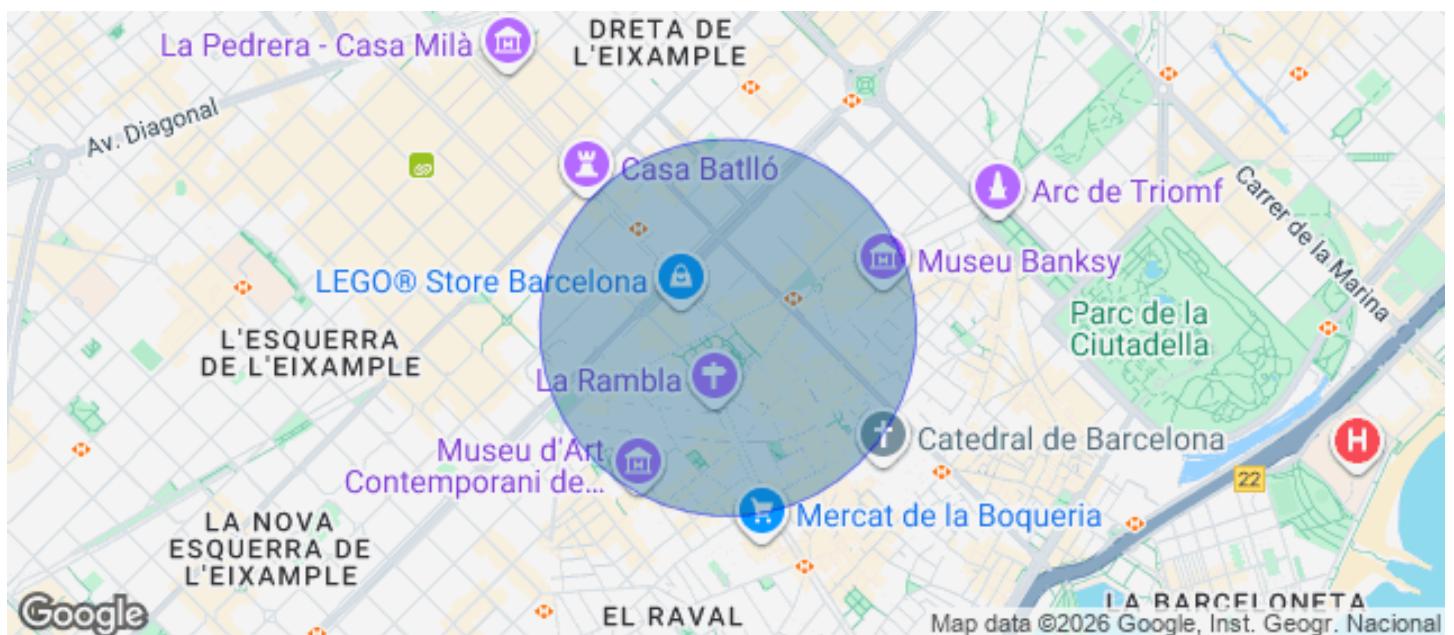 La Pedrera - Casa Milà
DRETA DE
L'EIXAMPLE
Av. Diagonal
Casa Batlló
Arc de Triomf
Carrer de la Marina
LEGO® Store Barcelona
Museu Banksy
L'ESQUERRA
DE L'EIXAMPLE
Parc de la
Ciutadella
La Rambla
Museu d'Art
Contemporani de...
Catedral de Barcelona
H
22
Mercat de la Boqueria
LA NOVA
ESQUERRA DE
L'EIXAMPLE
EL RAVAL
LA BARCELONETA
Google
Map data ©2026 Google, Inst. Geogr. Nacional